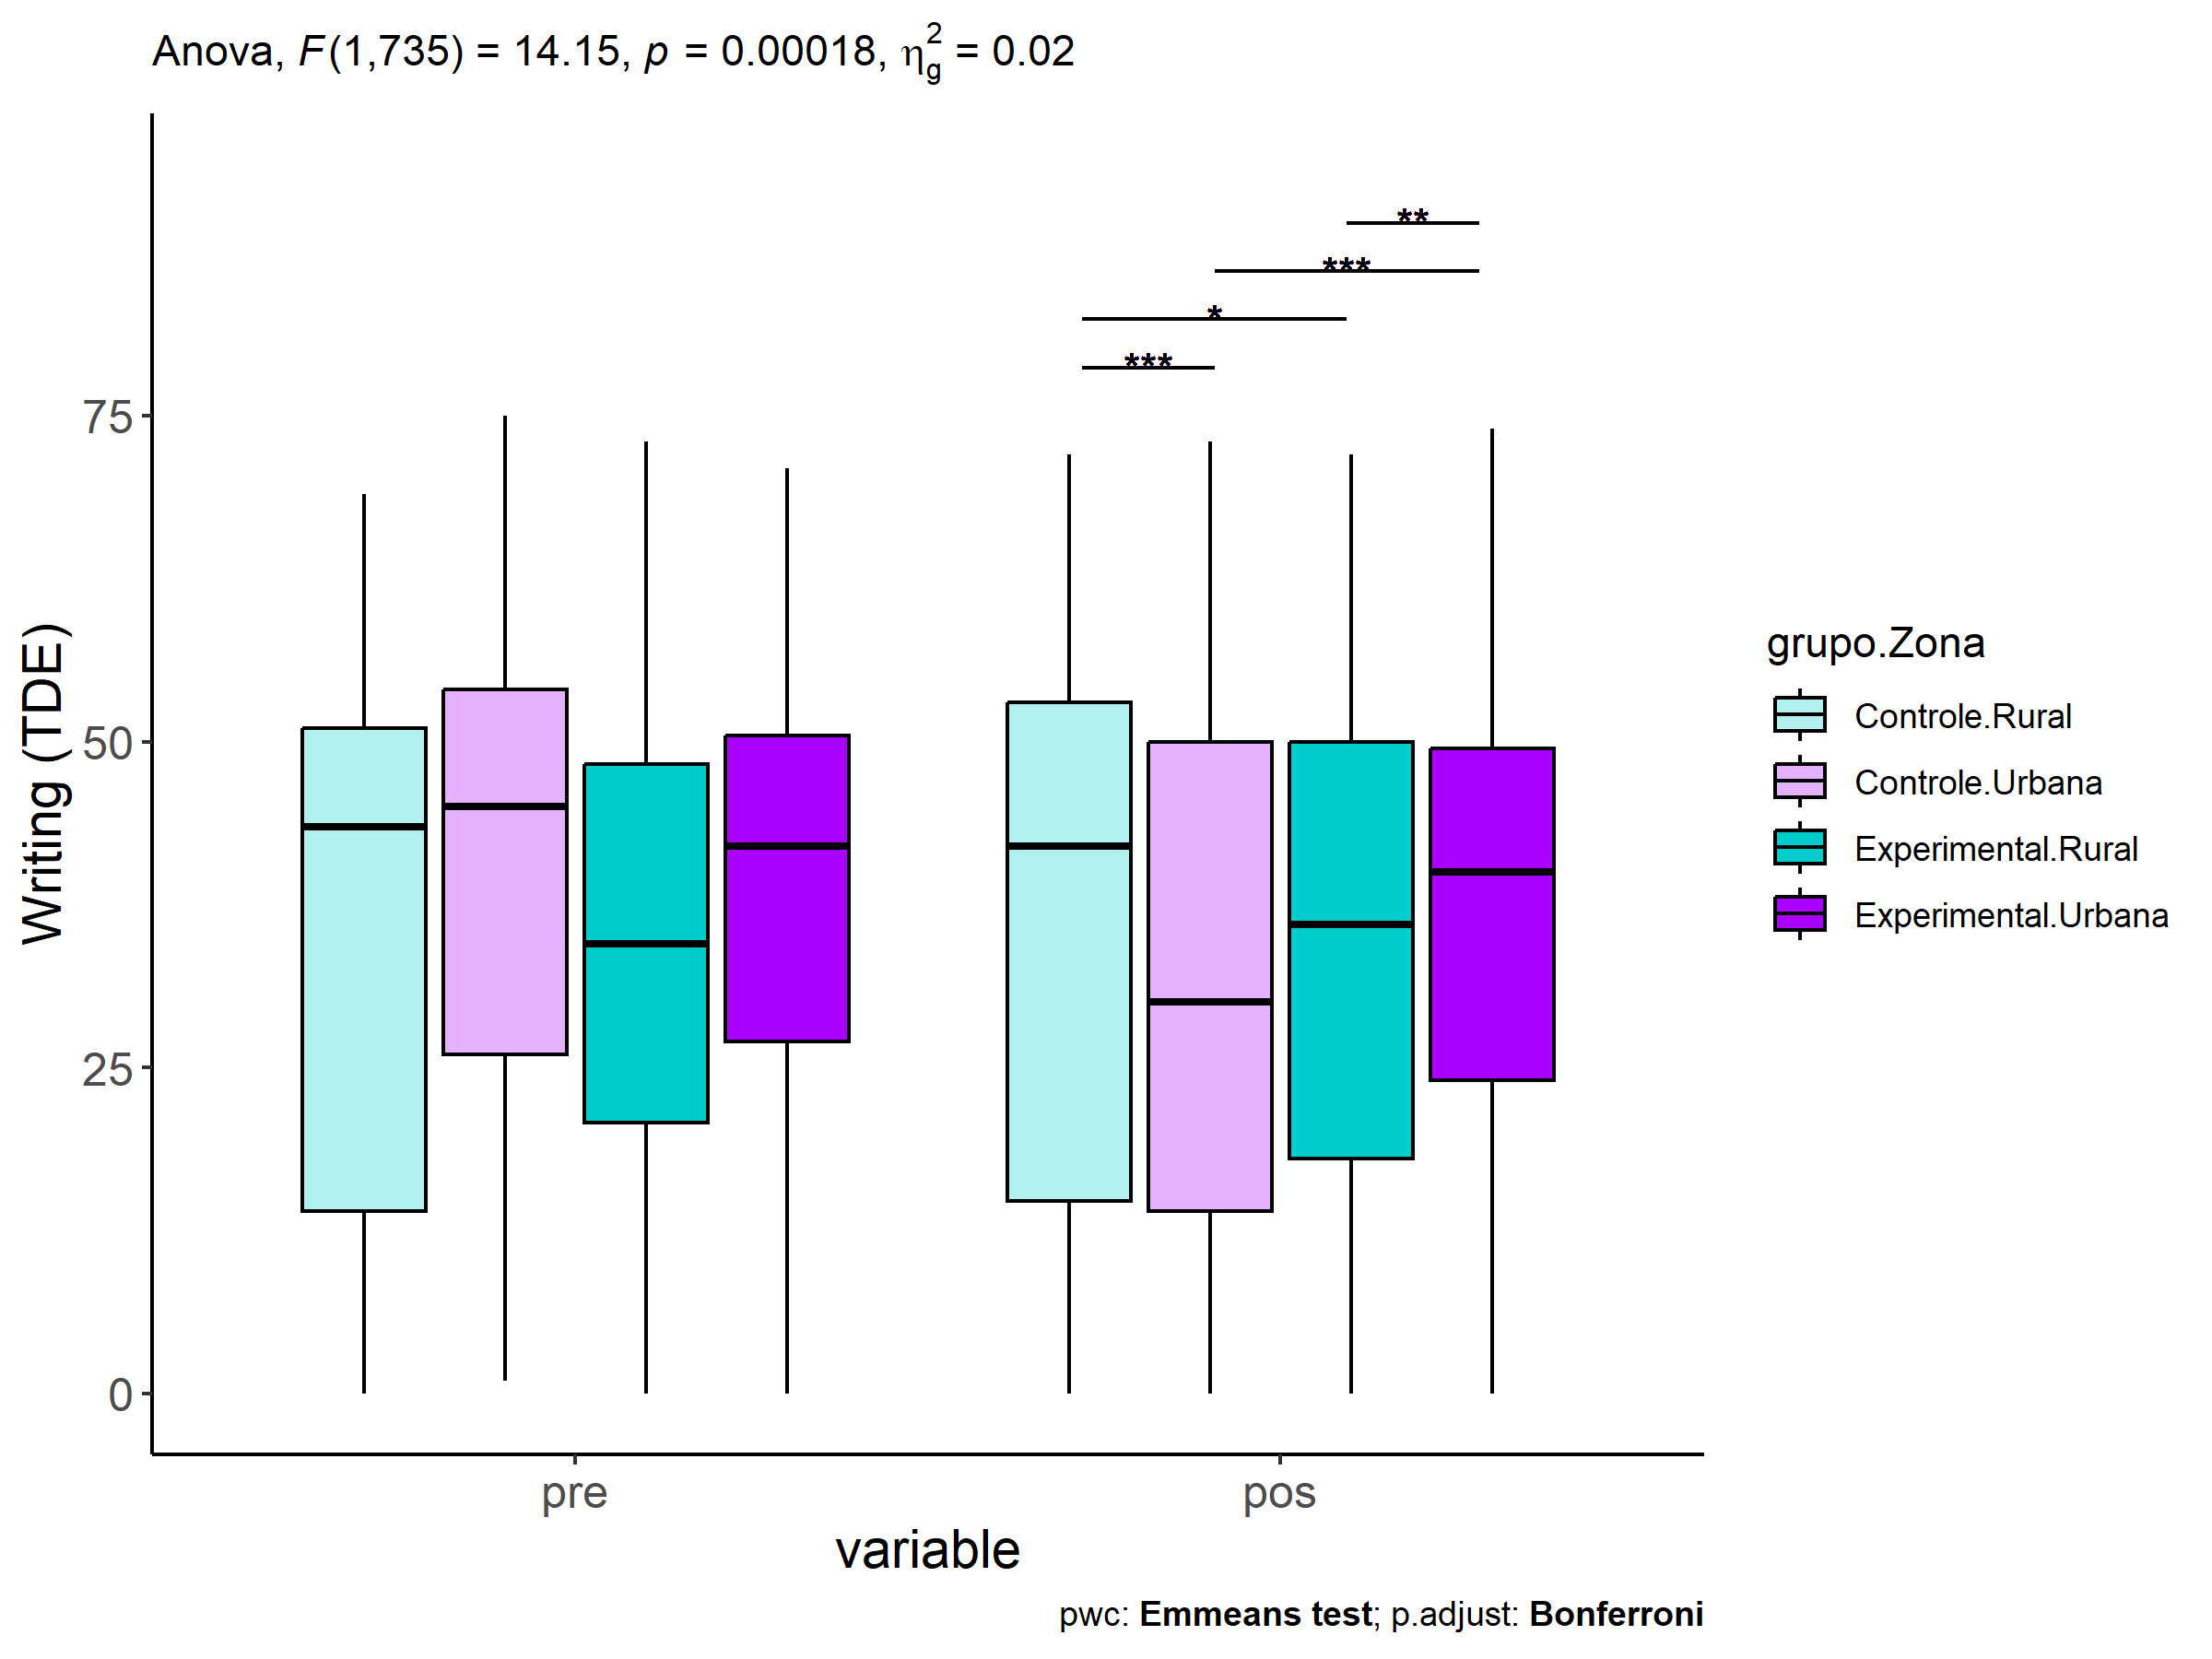 Anova, F(1,735) = 14.15, p = 0.00018, η²g = 0.02
**
***
*
***
75
50
25
0
Writing (TDE)
pre
pos
variable
grupo.Zona
Controle.Rural
Controle.Urbana
Experimental.Rural
Experimental.Urbana
pwc: Emmeans test; p.adjust: Bonferroni